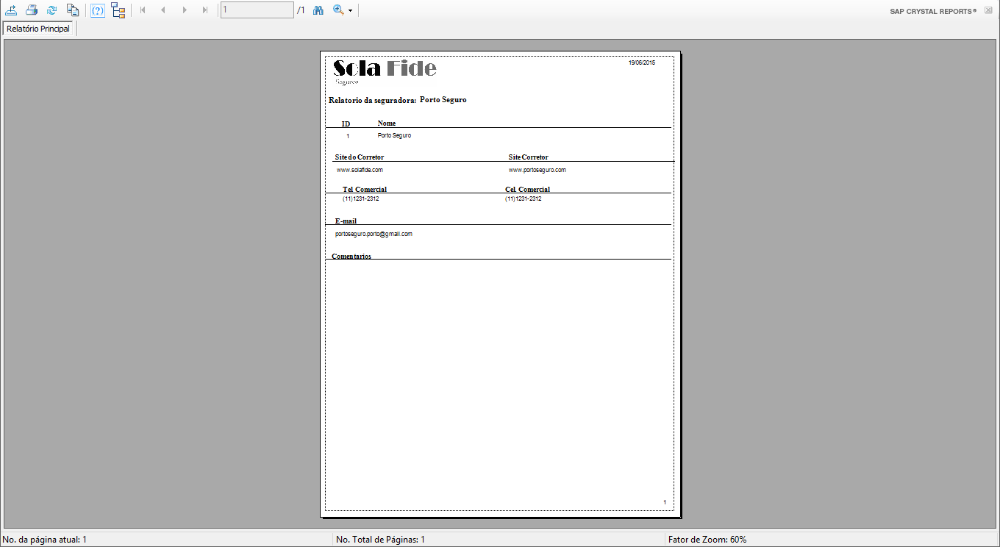 1 /1
SAP CRYSTAL REPORTS®
Relatório Principal
Sola Fide
Seguros
19/06/2015
Relatorio da seguradora: Porto Seguro
ID Nome
1 Porto Seguro
Site do Corretor Site Corretor
www.solafide.com www.portoseguro.com
Tel. Comercial Cel. Comercial
(11)1231-2312 (11)1231-2312
E-mail
portoseguro.porto@gmail.com
Comentarios
1
No. da página atual: 1 No. Total de Páginas: 1 Fator de Zoom: 60%